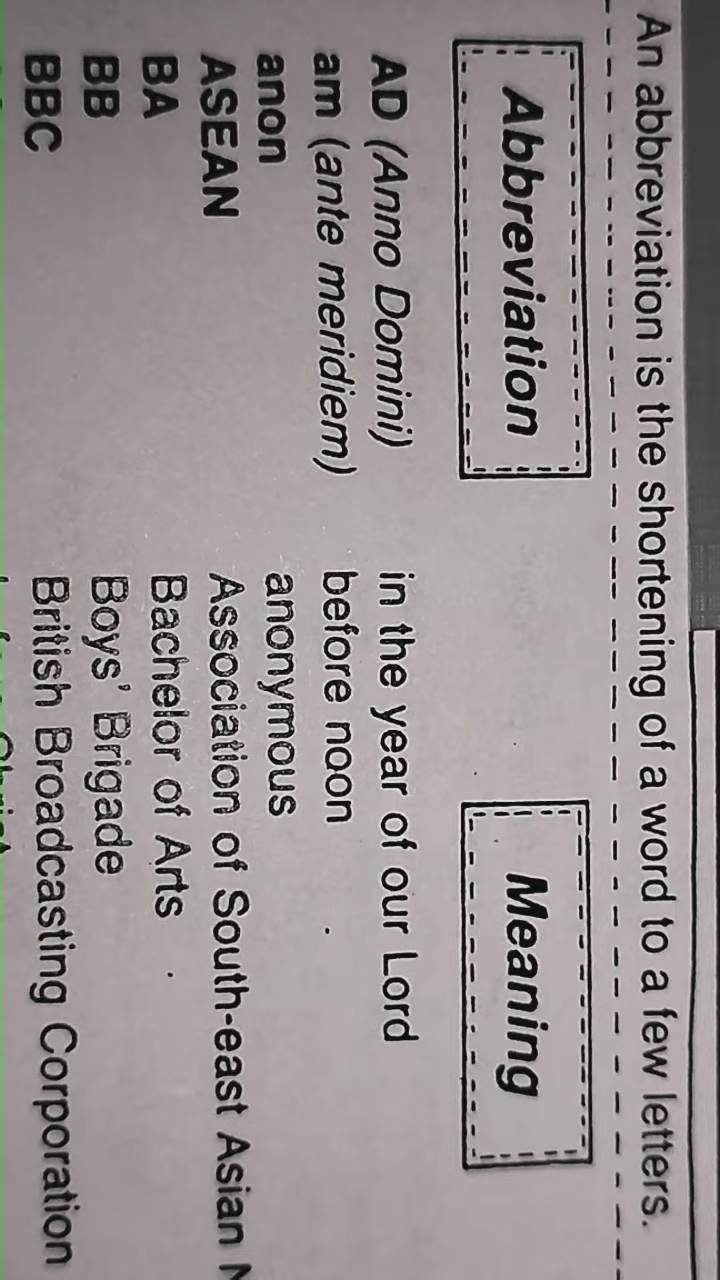 An abbreviation is the shortening of a word to a few letters.
Abbreviation Meaning
AD (Anno Domini) in the year of our Lord
am (ante meridiem) before noon
anon anonymous
ASEAN Association of South-east Asian
BA Bachelor of Arts
BB Boys' Brigade
BBC British Broadcasting Corporation